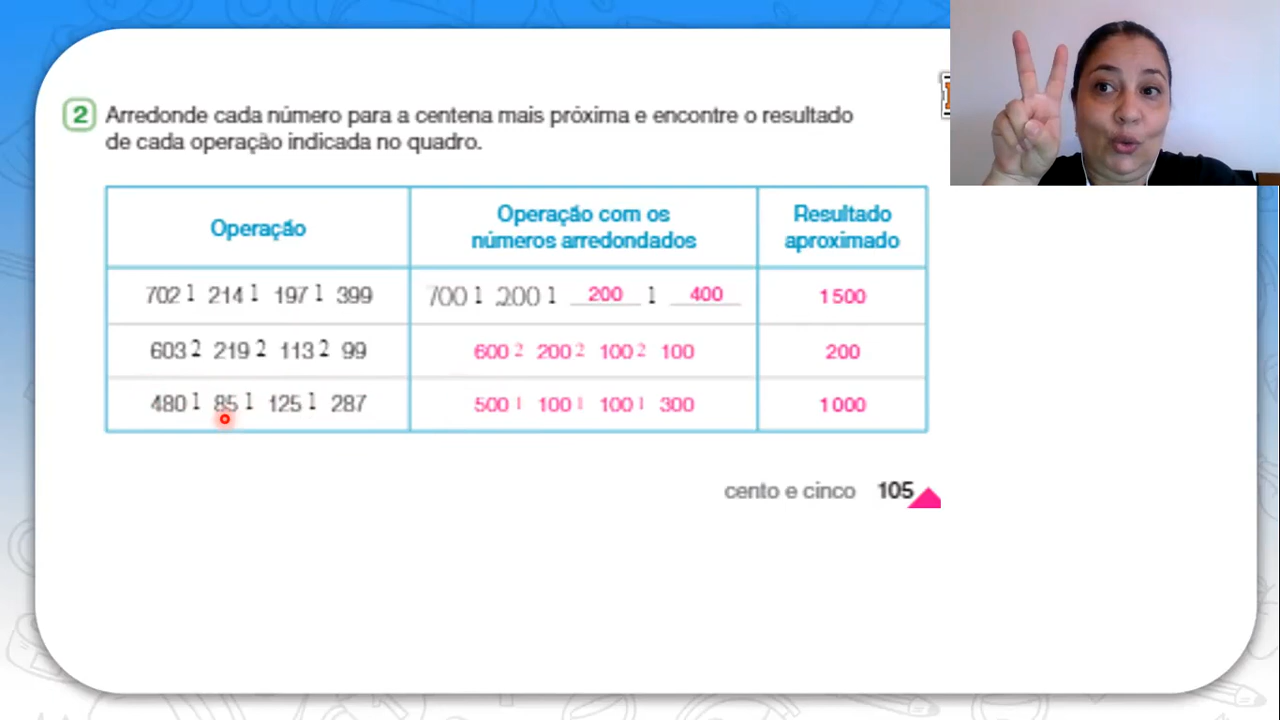 2 Arredonde cada número para a centena mais próxima e encontre o resultado
de cada operação indicada no quadro.
Operação
Operação com os
números arredondados
Resultado
aproximado
702 1 214 1 197 1 399
700 1 200 1 200 1 400
1 500
603 2 219 2 113 2 99
600 2 200 2 100 2 100
200
480 1 85 1 125 1 287
500 1 100 1 100 1 300
1 000
cento e cinco 105